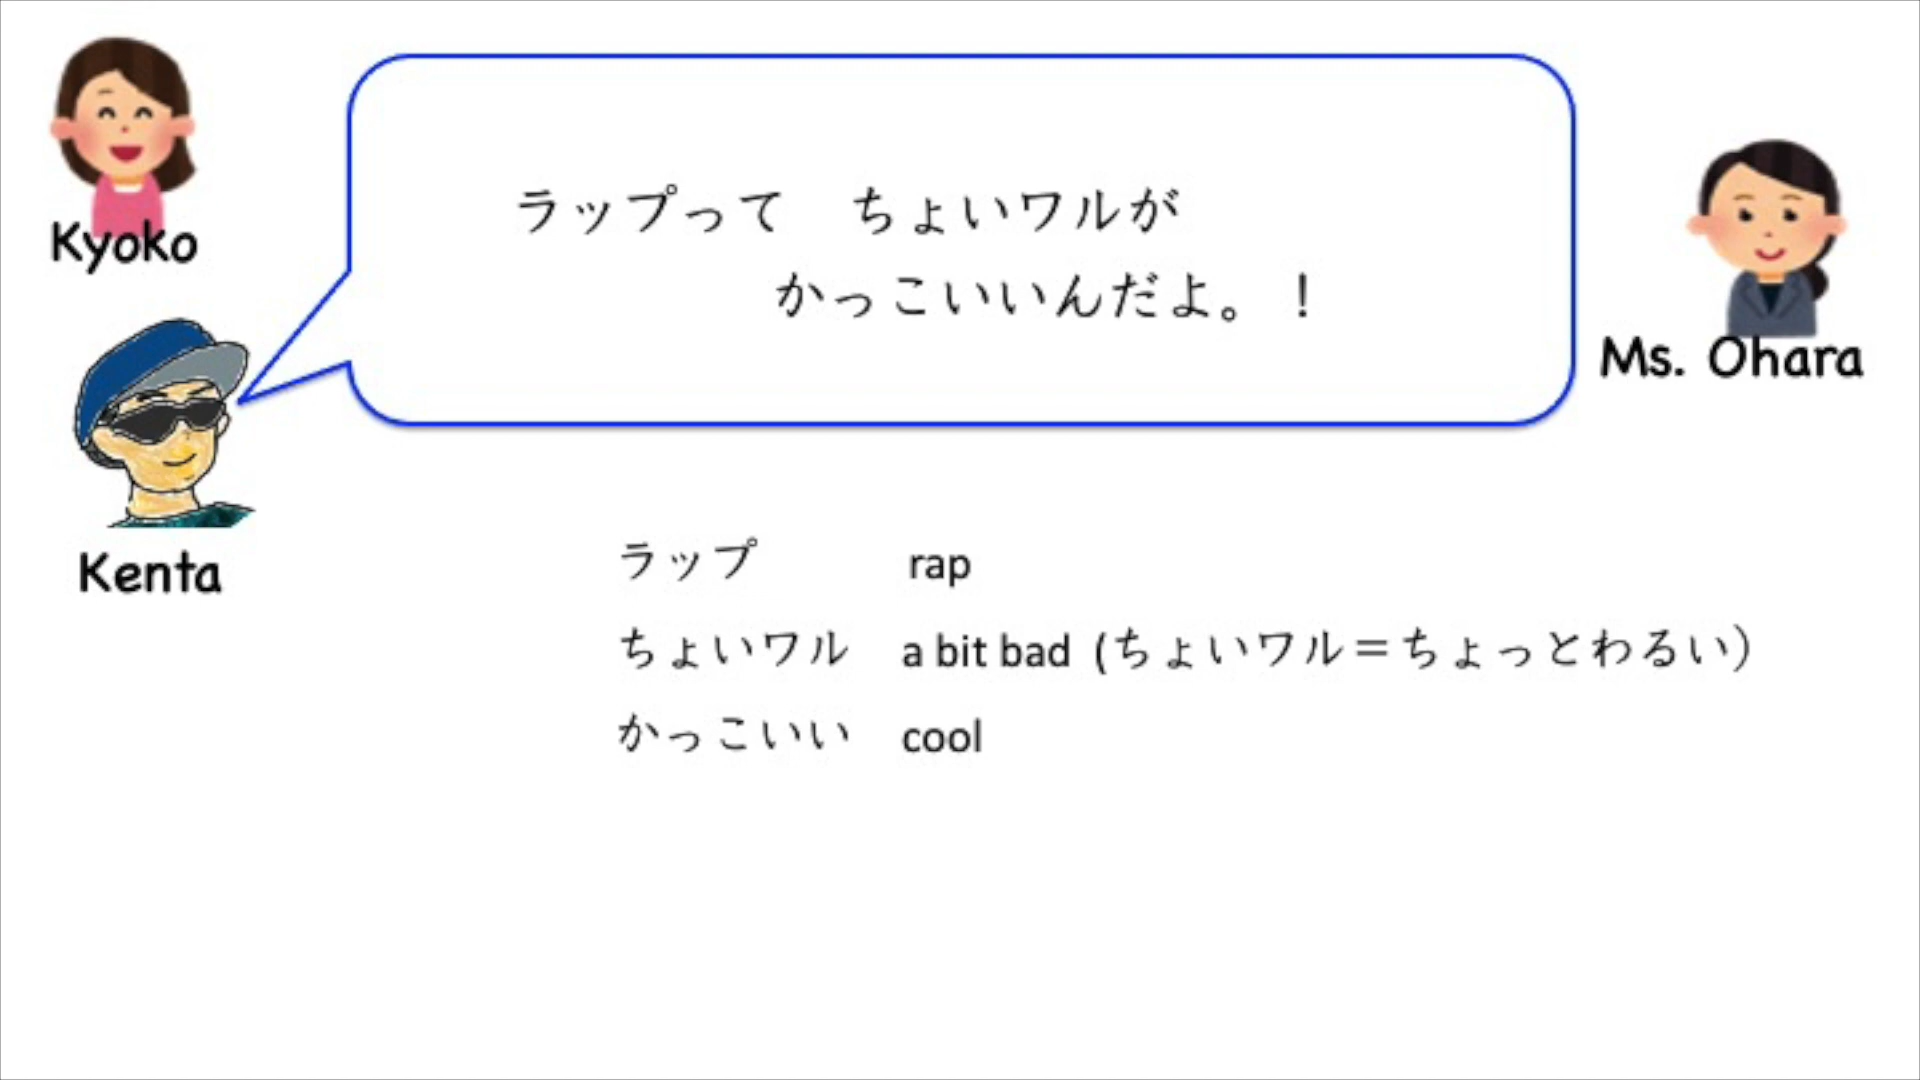 Kyoko
ラップって　ちょいワルが
かっこいいんだよ。！
Ms. Ohara
Kenta
ラップ　rap
ちょいワル　a bit bad (ちょいワル＝ちょっとわるい）
かっこいい　cool